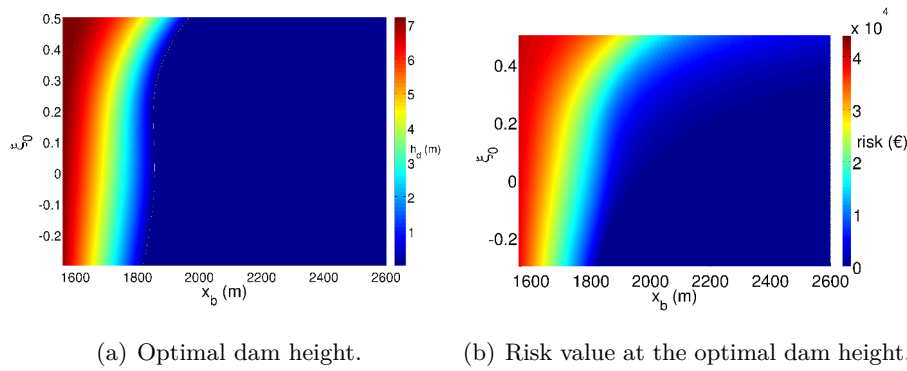 0.5
0.4
0.3
0.2
0.1
0
-0.1
-0.2
ξ0
1600 1800 2000 2200 2400 2600
x_b (m)
7
6
5
4
h_d (m)
3
2
1
x 10^4
0.4
0.2
0
-0.2
ξ0
1600 1800 2000 2200 2400 2600
x_b (m)
4
3
risk (€)
2
1
0
(a) Optimal dam height.
(b) Risk value at the optimal dam height.